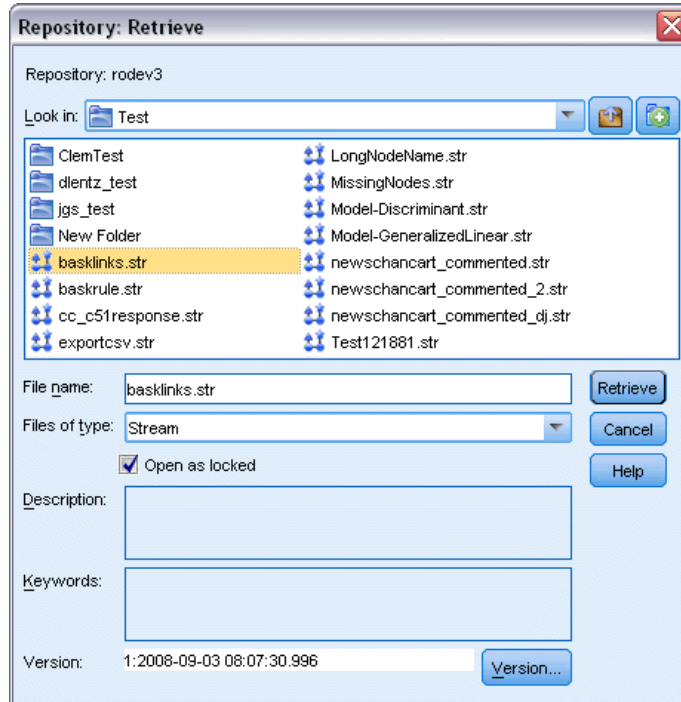 Repository: Retrieve
Repository: rodev3
Look in: Test
ClemTest
dlentz_test
jgs_test
New Folder
basklinks.str
baskrule.str
cc_c51response.str
exportcsv.str
LongNodeName.str
MissingNodes.str
Model-Discriminant.str
Model-GeneralizedLinear.str
newschancart_commented.str
newschancart_commented_2.str
newschancart_commented_dj.str
Test121881.str
File name: basklinks.str Retrieve
Files of type: Stream Cancel
Open as locked Help
Description:
Keywords:
Version: 1:2008-09-03 08:07:30.996 Version...